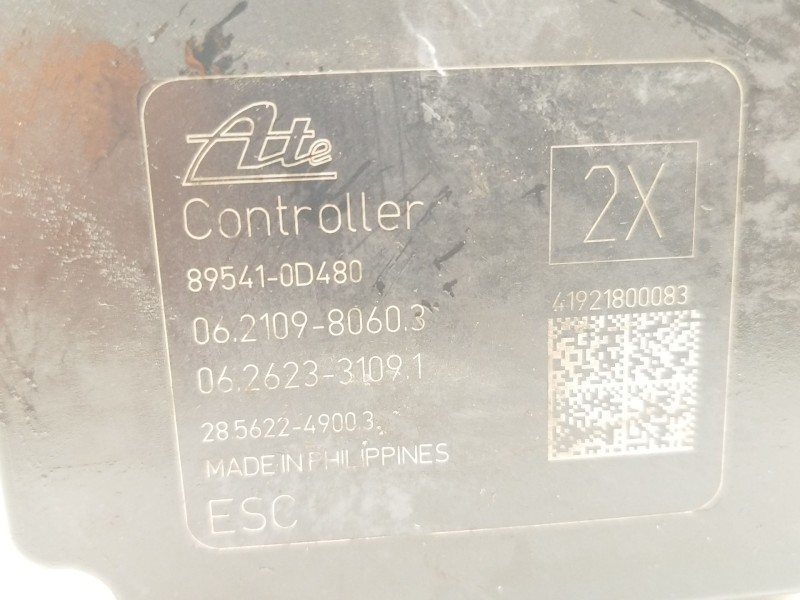 Ate
Controller
2X
89541-0D480
41921800083
06.2109-8060.3
06.2623-3109.1
28.5622-4900.3
MADE IN PHILIPPINES
ESC